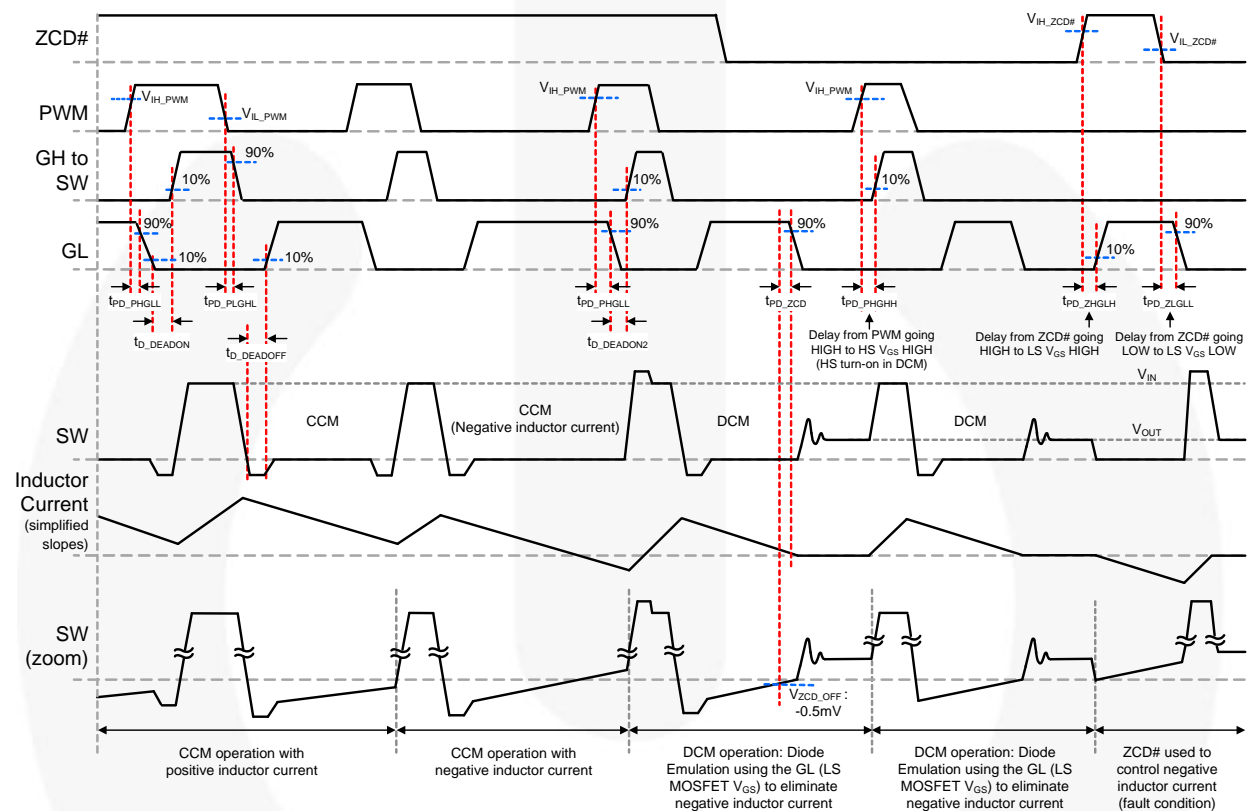 ZCD#
V_IH_ZCD#
V_IL_ZCD#
PWM
V_IH_PWM
V_IL_PWM
V_IH_PWM
V_IH_PWM
GH to
SW
10%
90%
10%
10%
GL
90%
10%
10%
90%
90%
10%
90%
t_PD_PHGLL
t_PD_PLGHL
t_PD_PHGLL
t_PD_ZCD
t_PD_PHGHH
t_PD_ZHGLH
t_PD_ZLGLL
t_D_DEADON
t_D_DEADOFF
t_D_DEADON2
Delay from PWM going
HIGH to HS V_GS HIGH
(HS turn-on in DCM)
Delay from ZCD# going
HIGH to LS V_GS HIGH
Delay from ZCD# going
LOW to LS V_GS LOW
SW
CCM
CCM
(Negative inductor current)
DCM
DCM
V_IN
V_OUT
Inductor
Current
(simplified
slopes)
SW
(zoom)
V_ZCD_OFF :
-0.5mV
CCM operation with
positive inductor current
CCM operation with
negative inductor current
DCM operation: Diode
Emulation using the GL (LS
MOSFET V_GS) to eliminate
negative inductor current
DCM operation: Diode
Emulation using the GL (LS
MOSFET V_GS) to eliminate
negative inductor current
ZCD# used to
control negative
inductor current
(fault condition)